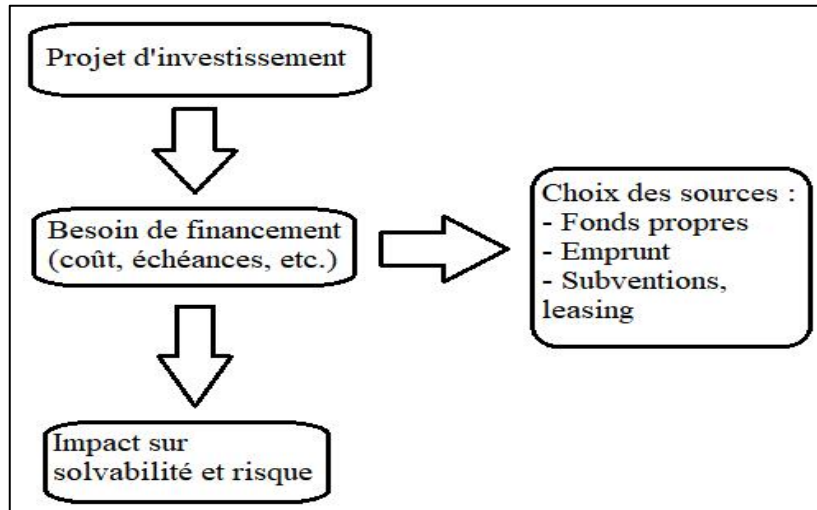 Projet d'investissement
Besoin de financement
(coût, échéances, etc.)
Choix des sources :
- Fonds propres
- Emprunt
- Subventions,
leasing
Impact sur
solvabilité et risque